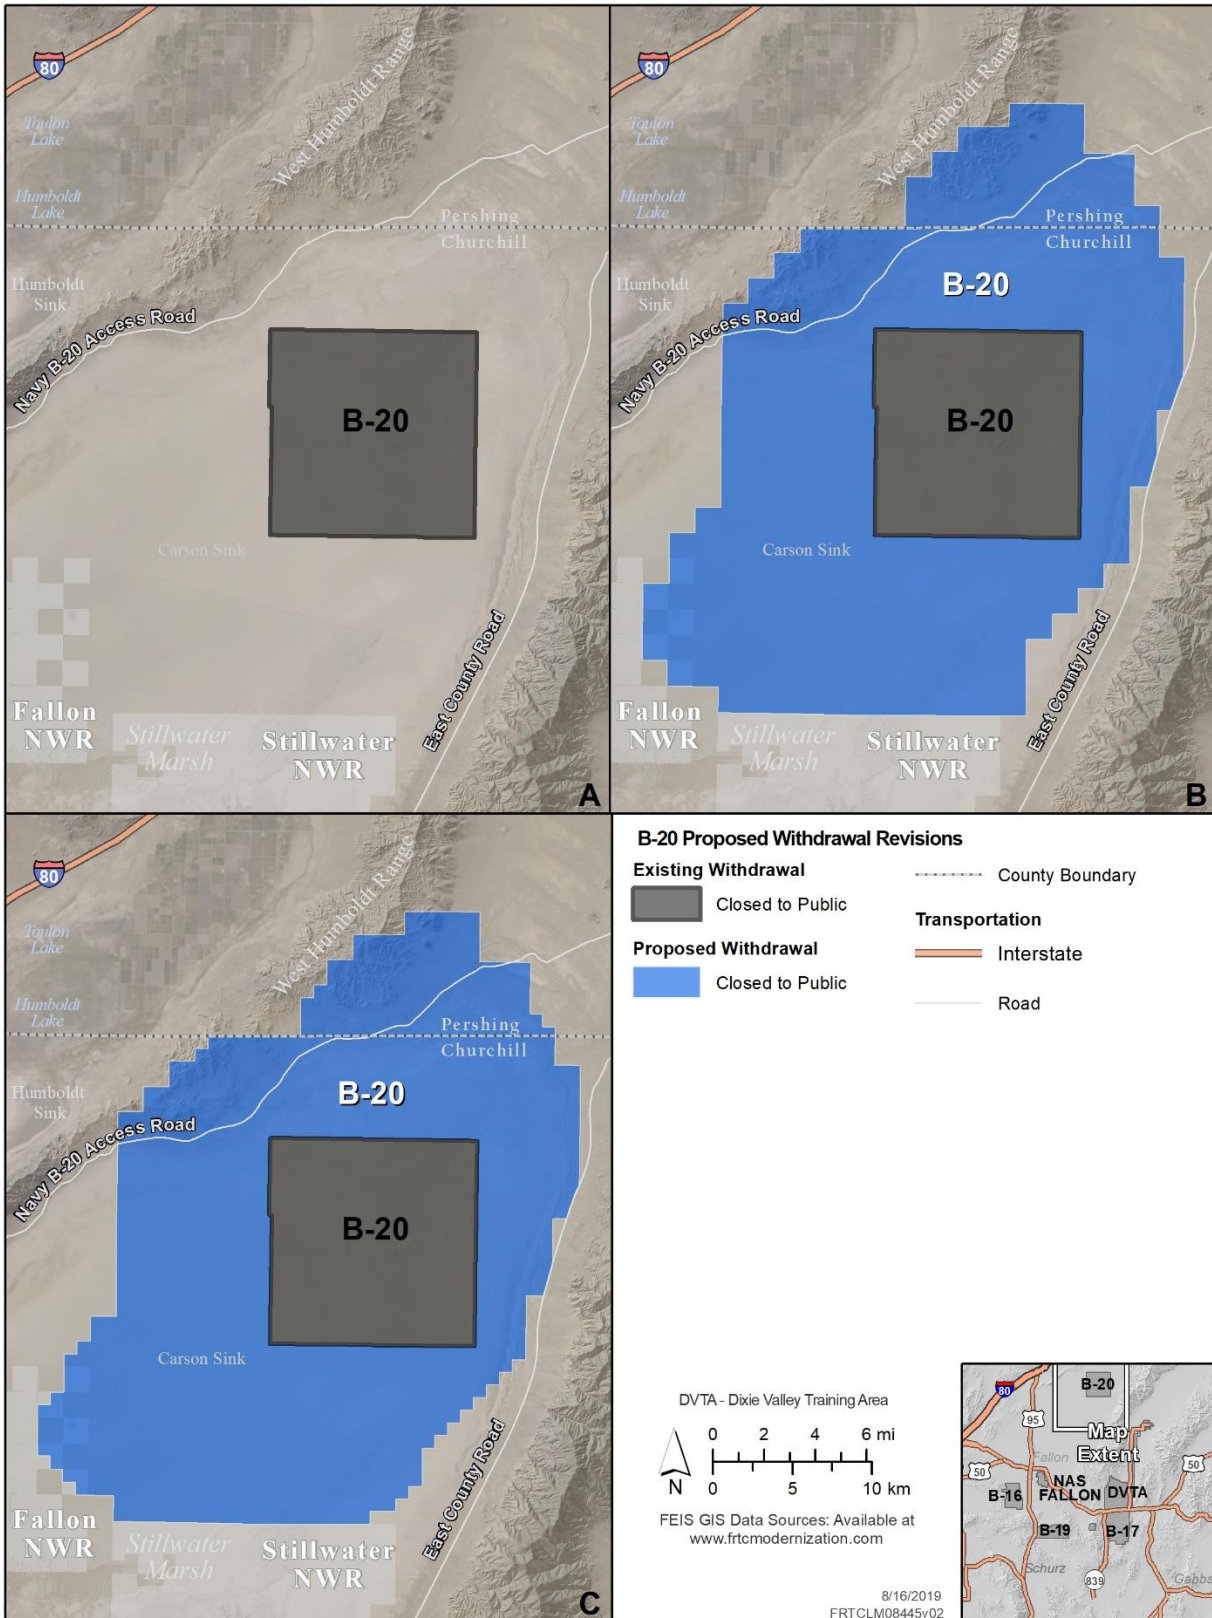 80
Toulon
Lake
Humboldt
Lake
West Humboldt Range
Pershing
Churchill
Humboldt
Sink
Navy B-20 Access Road
B-20
Carson Sink
East County Road
Fallon
NWR
Stillwater
Marsh
Stillwater
NWR
A
80
Toulon
Lake
Humboldt
Lake
West Humboldt Range
Pershing
Churchill
Humboldt
Sink
B-20
Navy B-20 Access Road
B-20
Carson Sink
East County Road
Fallon
NWR
Stillwater
Marsh
Stillwater
NWR
B
80
Toulon
Lake
Humboldt
Lake
West Humboldt Range
Pershing
Churchill
Humboldt
Sink
B-20
Navy B-20 Access Road
B-20
Carson Sink
East County Road
Fallon
NWR
Stillwater
Marsh
Stillwater
NWR
C
B-20 Proposed Withdrawal Revisions
Existing Withdrawal
Closed to Public
Proposed Withdrawal
Closed to Public
County Boundary
Transportation
Interstate
Road
DVTA - Dixie Valley Training Area
0 2 4 6 mi
0 5 10 km
N
FEIS GIS Data Sources: Available at
www.frtcmodernization.com
8/16/2019
FRTCLM08445v02
80
B-20
95
Map
Extent
Fallon
50
50
NAS
FALLON
DVTA
B-16
B-19
B-17
Schurz
839
Gabbs